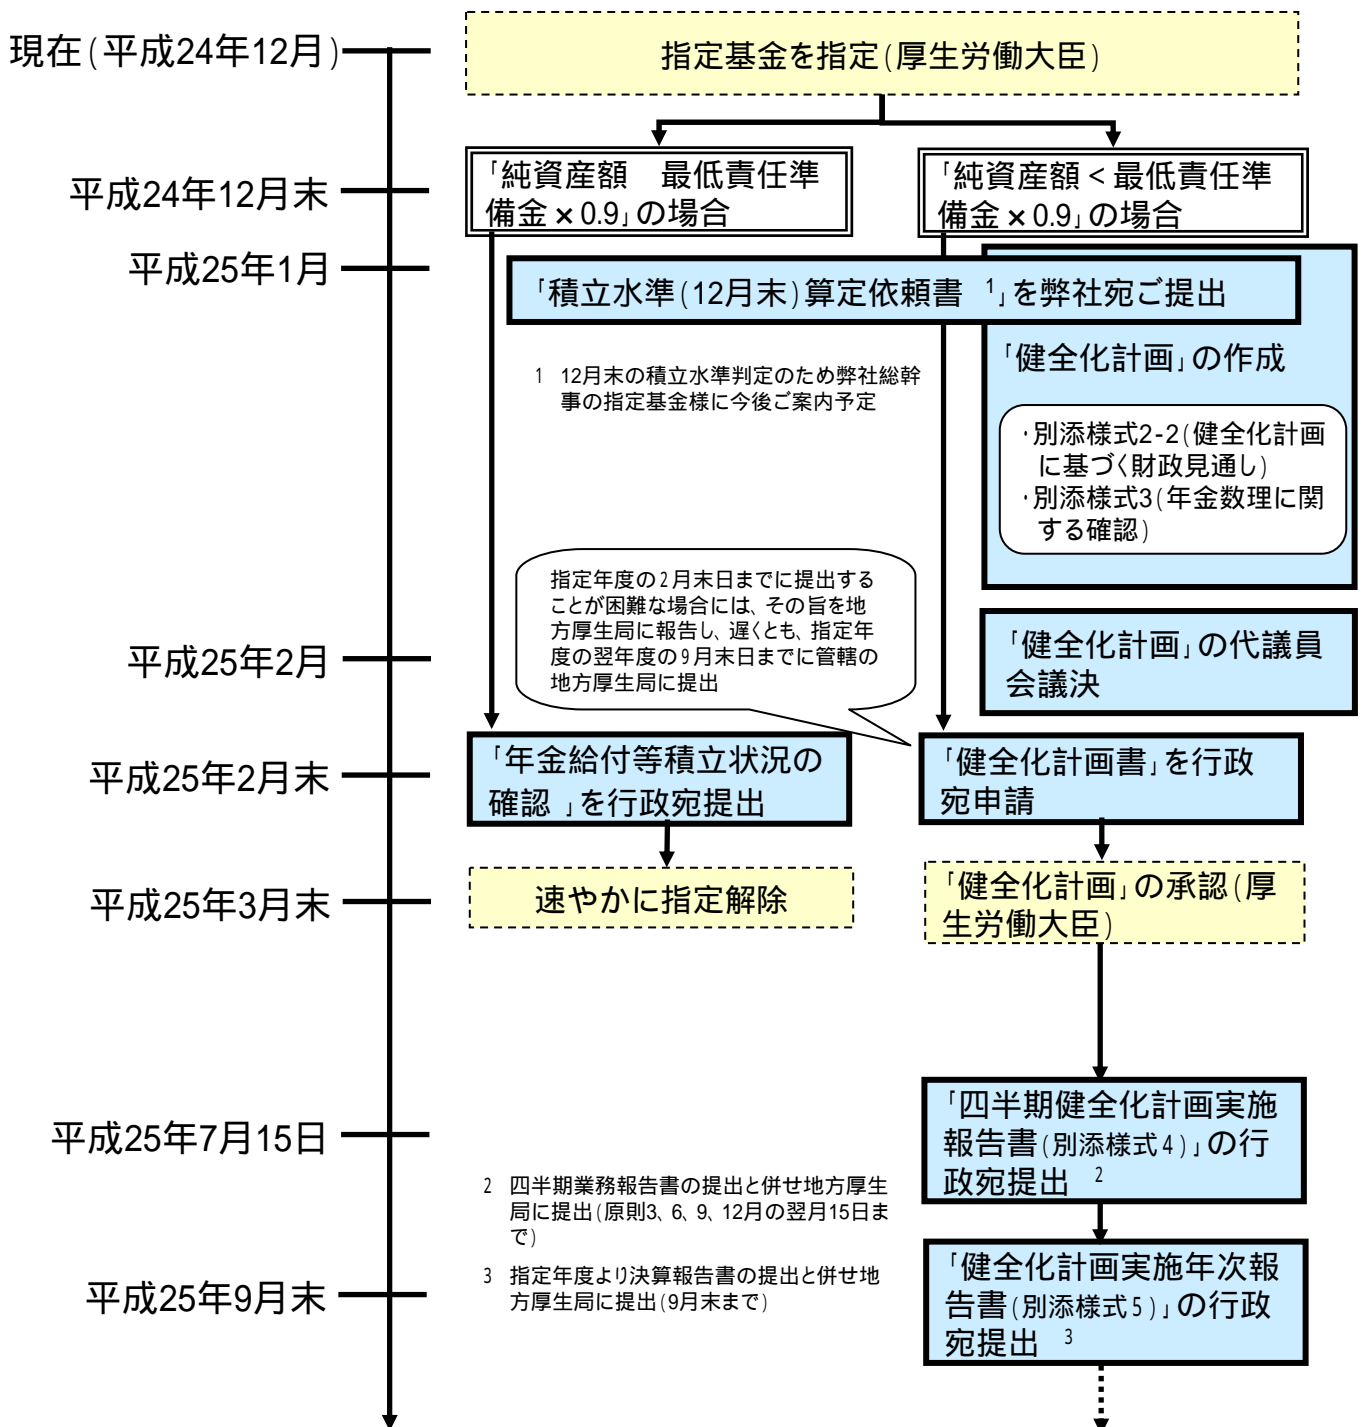 現在(平成24年12月)
指定基金を指定(厚生労働大臣)
平成24年12月末
「純資産額　最低責任準
備金×0.9」の場合
「純資産額<最低責任準
備金×0.9」の場合
平成25年1月
「積立水準(12月末)算定依頼書 1」を弊社宛ご提出
「健全化計画」の作成
1 12月末の積立水準判定のため弊社総幹
事の指定基金様に今後ご案内予定
・別添様式2-2(健全化計画
に基づく財政見通し)
・別添様式3(年金数理に関
する確認)
指定年度の2月末日までに提出する
ことが困難な場合には、その旨を地
方厚生局に報告し、遅くとも、指定年
度の翌年度の9月末日までに管轄の
地方厚生局に提出
平成25年2月
「健全化計画」の代議員
会議決
平成25年2月末
「年金給付等積立状況の
確認 」を行政宛提出
「健全化計画書」を行政
宛申請
平成25年3月末
速やかに指定解除
「健全化計画」の承認(厚
生労働大臣)
平成25年7月15日
「四半期健全化計画実施
報告書(別添様式4)」の行
政宛提出 2
2 四半期業務報告書の提出と併せ地方厚生
局に提出(原則3、6、9、12月の翌月15日ま
で)
平成25年9月末
3 指定年度より決算報告書の提出と併せ地
方厚生局に提出(9月末まで)
「健全化計画実施年次報
告書(別添様式5)」の行政
宛提出 3